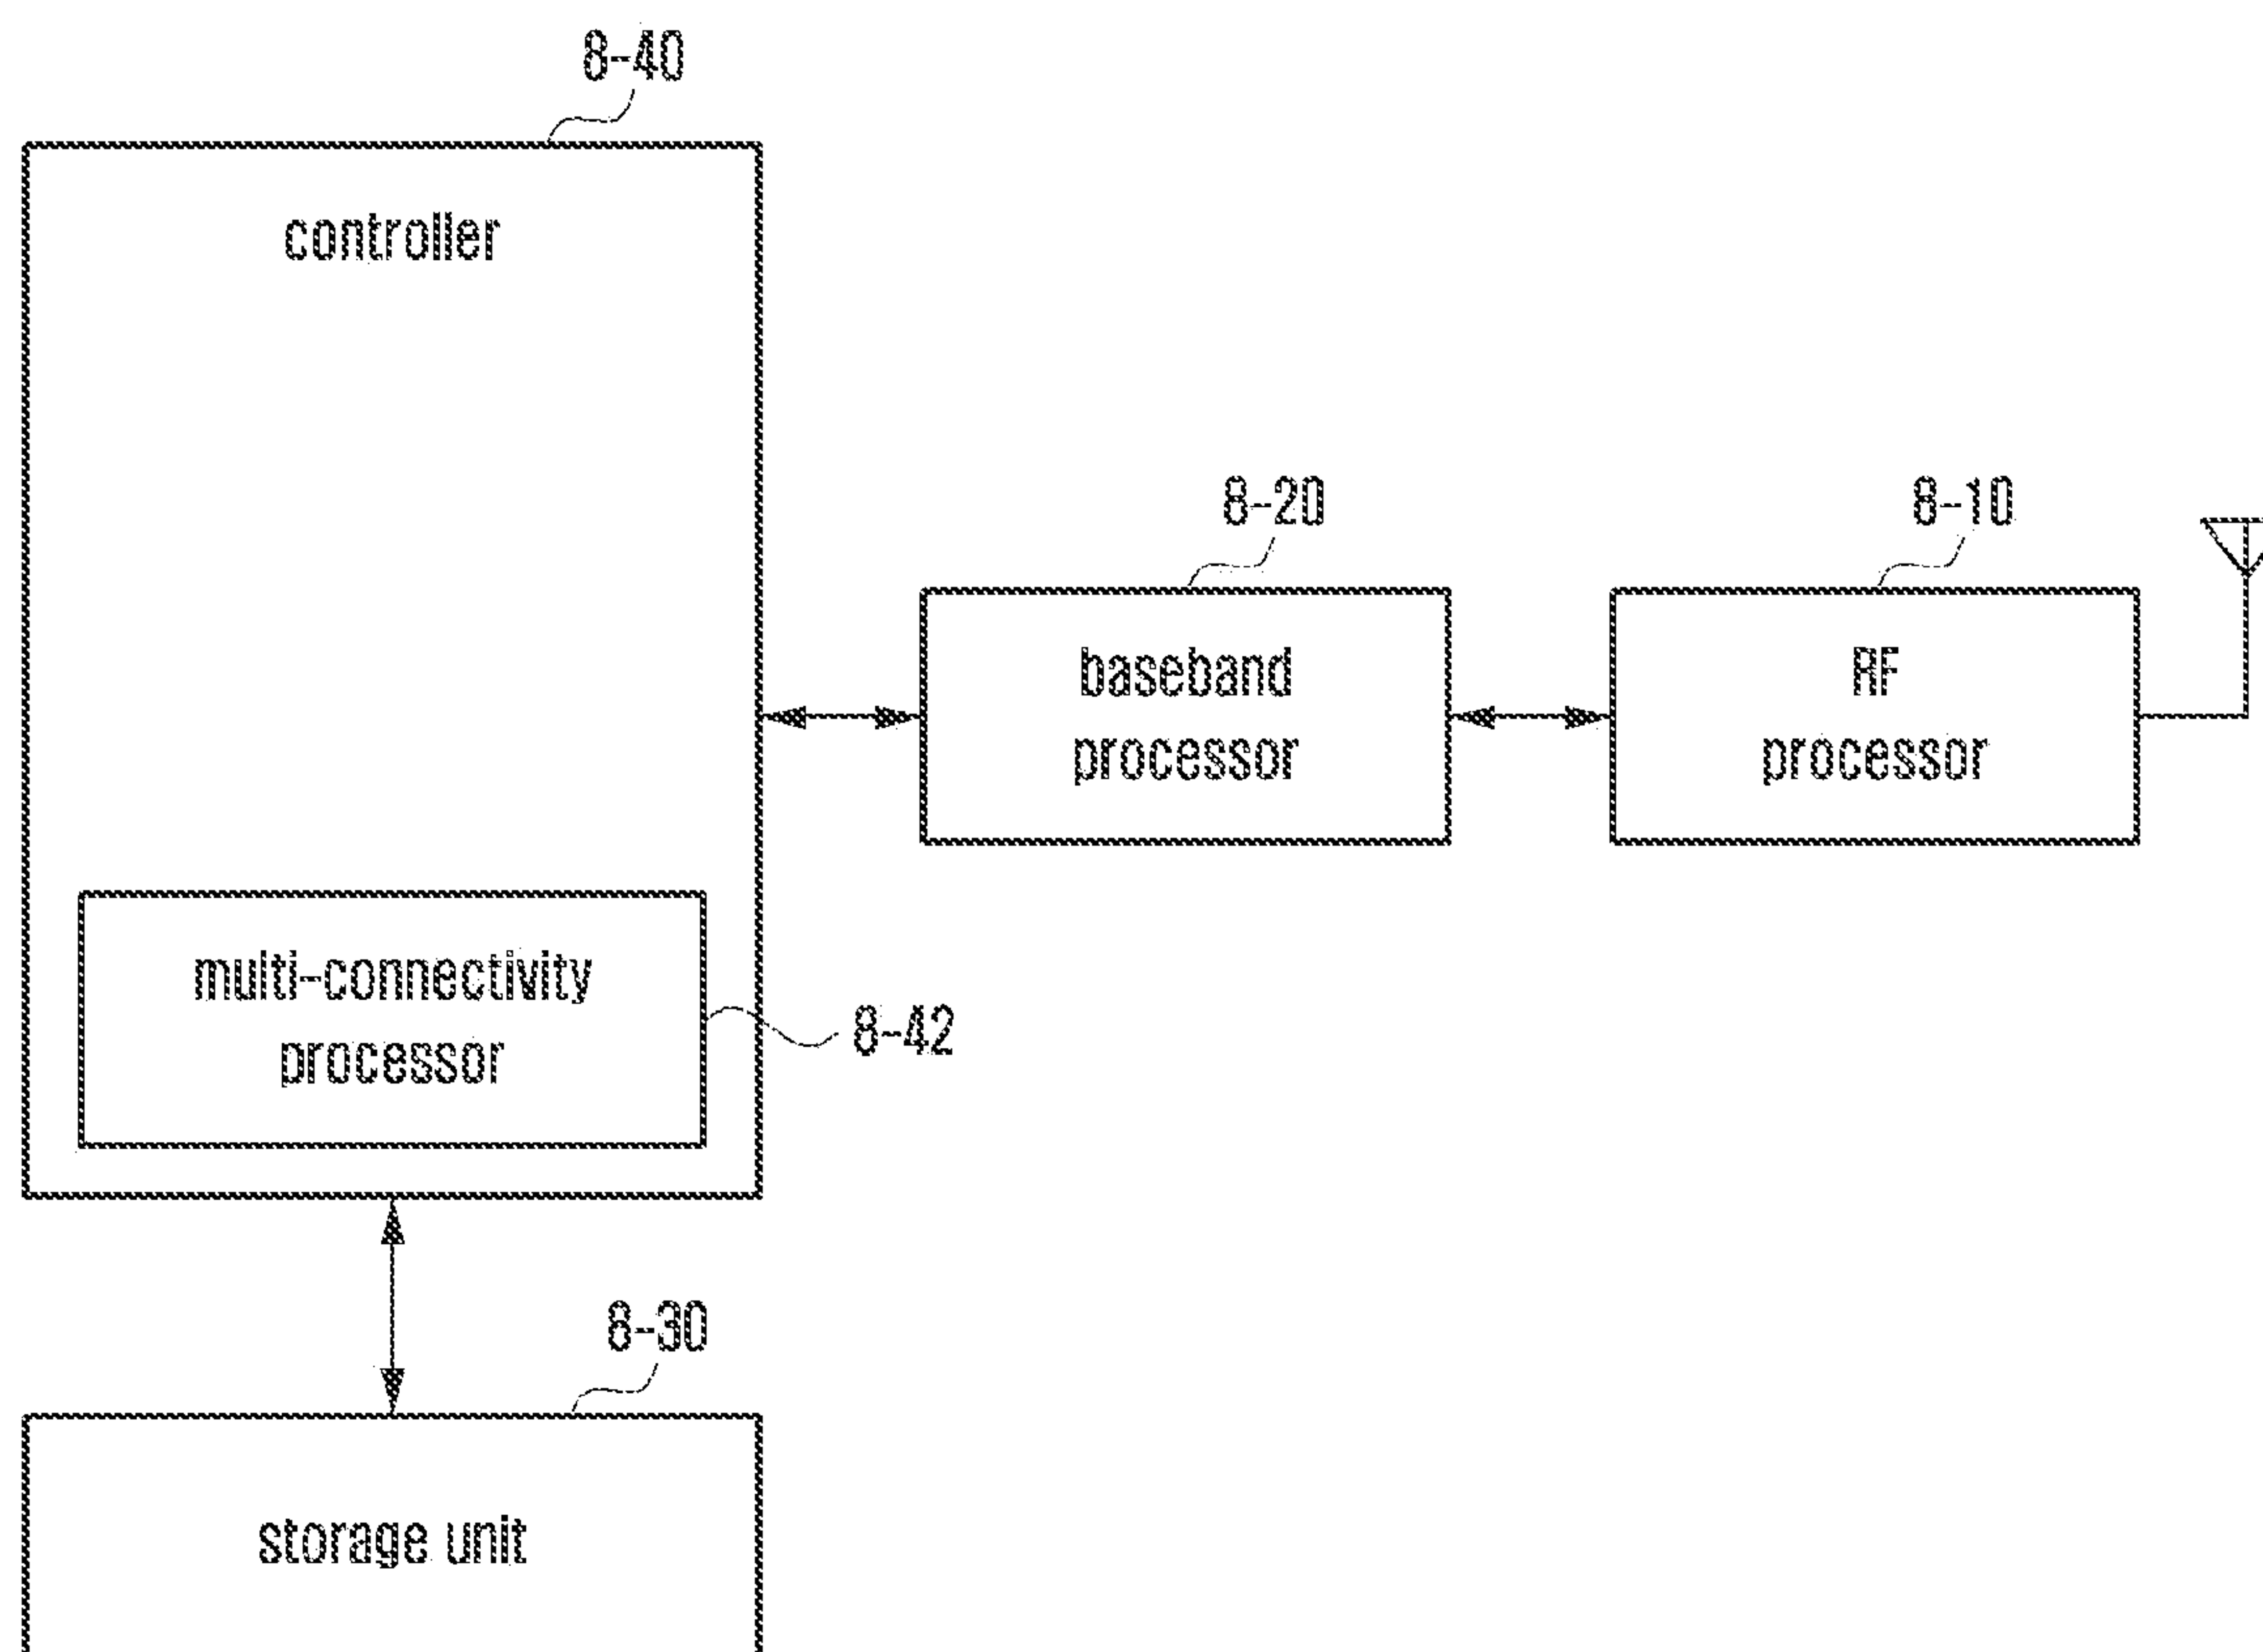 8-40
controller
8-20
8-10
baseband
processor
RF
processor
multi-connectivity
processor
8-42
8-30
storage unit